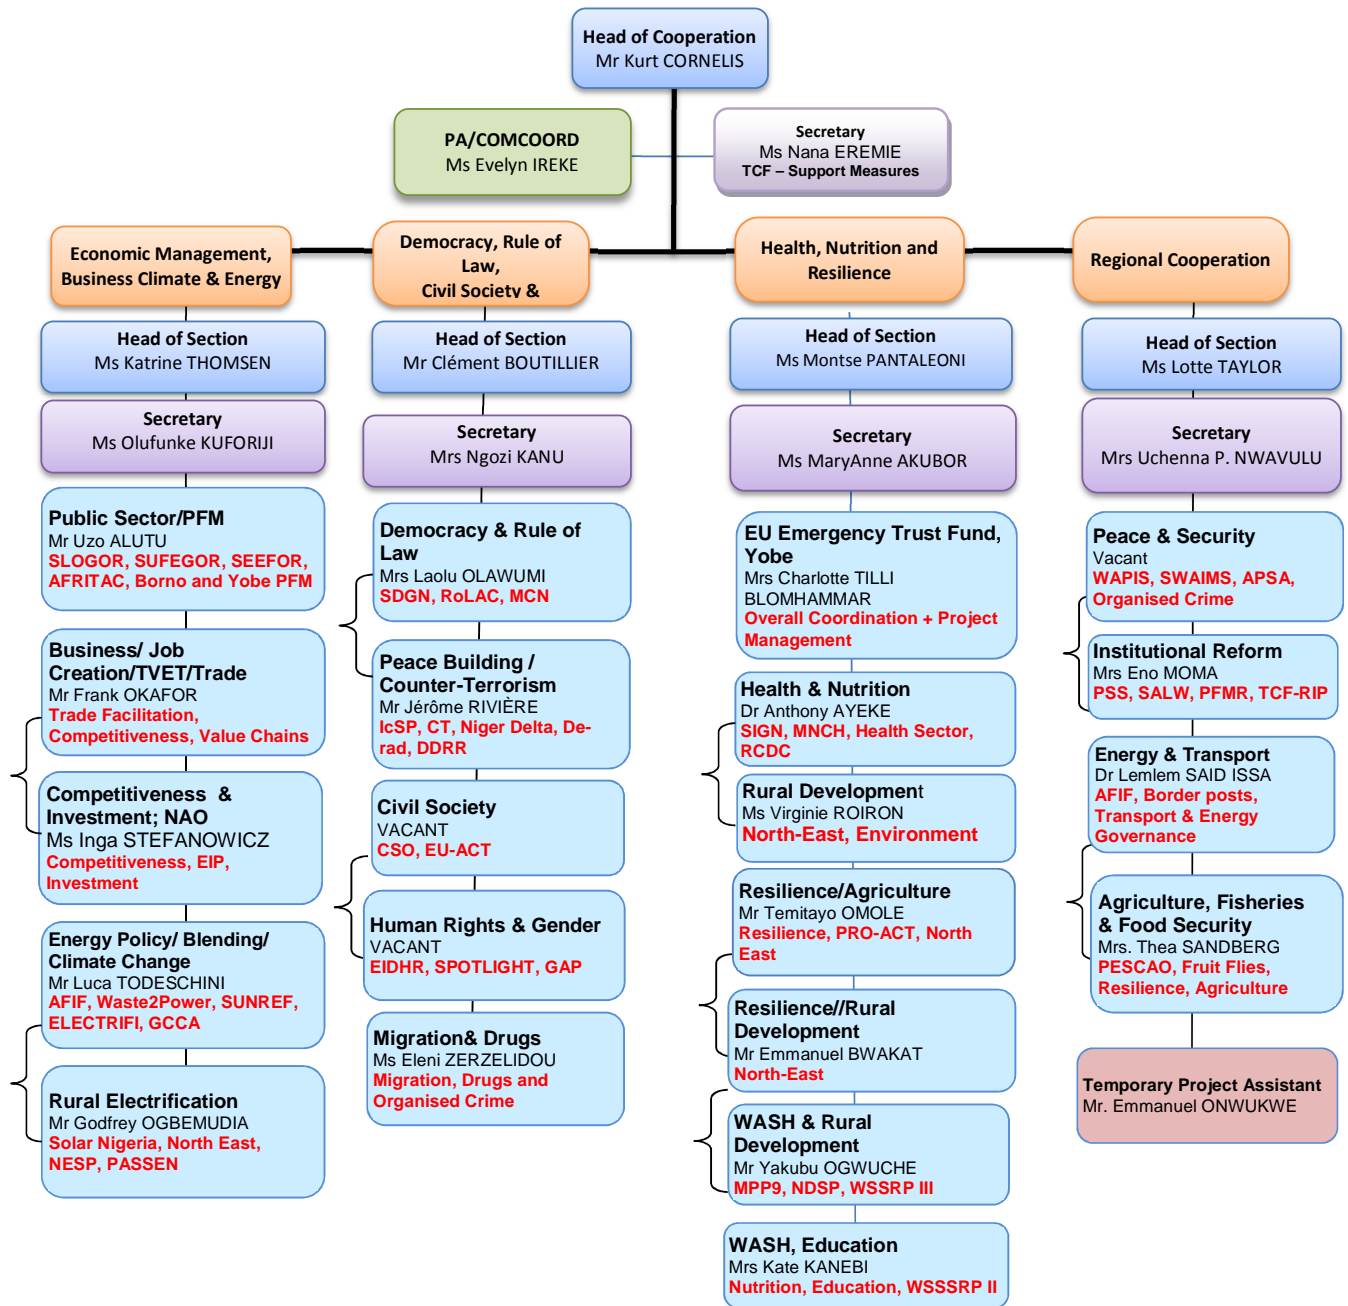 Head of Cooperation
Mr Kurt CORNELIS
PA/COMCOORD
Ms Evelyn IREKE
Secretary
Ms Nana EREMIE
TCF – Support Measures
Economic Management,
Business Climate & Energy
Head of Section
Ms Katrine THOMSEN
Secretary
Ms Olufunke KUFORIJI
Public Sector/PFM
Mr Uzo ALUTU
SLOGOR, SUFEGOR, SEEFOR,
AFRITAC, Borno and Yobe PFM
Business/ Job
Creation/TVET/Trade
Mr Frank OKAFOR
Trade Facilitation,
Competitiveness, Value Chains
Competitiveness &
Investment; NAO
Ms Inga STEFANOWICZ
Competitiveness, EIP,
Investment
Energy Policy/ Blending/
Climate Change
Mr Luca TODESCHINI
AFIF, Waste2Power, SUNREF,
ELECTRIFI, GCCA
Rural Electrification
Mr Godfrey OGBEMUDIA
Solar Nigeria, North East,
NESP, PASSEN
Democracy, Rule of
Law,
Civil Society &
Head of Section
Mr Clément BOUTILLIER
Secretary
Mrs Ngozi KANU
Democracy & Rule of
Law
Mrs Laolu OLAWUMI
SDGN, RoLAC, MCN
Peace Building /
Counter-Terrorism
Mr Jérôme RIVIÈRE
IcSP, CT, Niger Delta, De-
rad, DDRR
Civil Society
VACANT
CSO, EU-ACT
Human Rights & Gender
VACANT
EIDHR, SPOTLIGHT, GAP
Migration& Drugs
Ms Eleni ZERZELIDOU
Migration, Drugs and
Organised Crime
Health, Nutrition and
Resilience
Head of Section
Ms Montse PANTALEONI
Secretary
Ms MaryAnne AKUBOR
EU Emergency Trust Fund,
Yobe
Mrs Charlotte TILLI
BLOMHAMMAR
Overall Coordination + Project
Management
Health & Nutrition
Dr Anthony AYEKE
SIGN, MNCH, Health Sector,
RCDC
Rural Development
Ms Virginie ROIRON
North-East, Environment
Resilience/Agriculture
Mr Temitayo OMOLE
Resilience, PRO-ACT, North
East
Resilience//Rural
Development
Mr Emmanuel BWAKAT
North-East
WASH & Rural
Development
Mr Yakubu OGWUCHE
MPP9, NDSP, WSSRP III
WASH, Education
Mrs Kate KANEBI
Nutrition, Education, WSSSRP II
Regional Cooperation
Head of Section
Ms Lotte TAYLOR
Secretary
Mrs Uchenna P. NWAVULU
Peace & Security
Vacant
WAPIS, SWAIMS, APSA,
Organised Crime
Institutional Reform
Mrs Eno MOMA
PSS, SALW, PFMR, TCF-RIP
Energy & Transport
Dr Lemlem SAID ISSA
AFIF, Border posts,
Transport & Energy
Governance
Agriculture, Fisheries
& Food Security
Mrs. Thea SANDBERG
PESCAO, Fruit Flies,
Resilience, Agriculture
Temporary Project Assistant
Mr. Emmanuel ONWUKWE